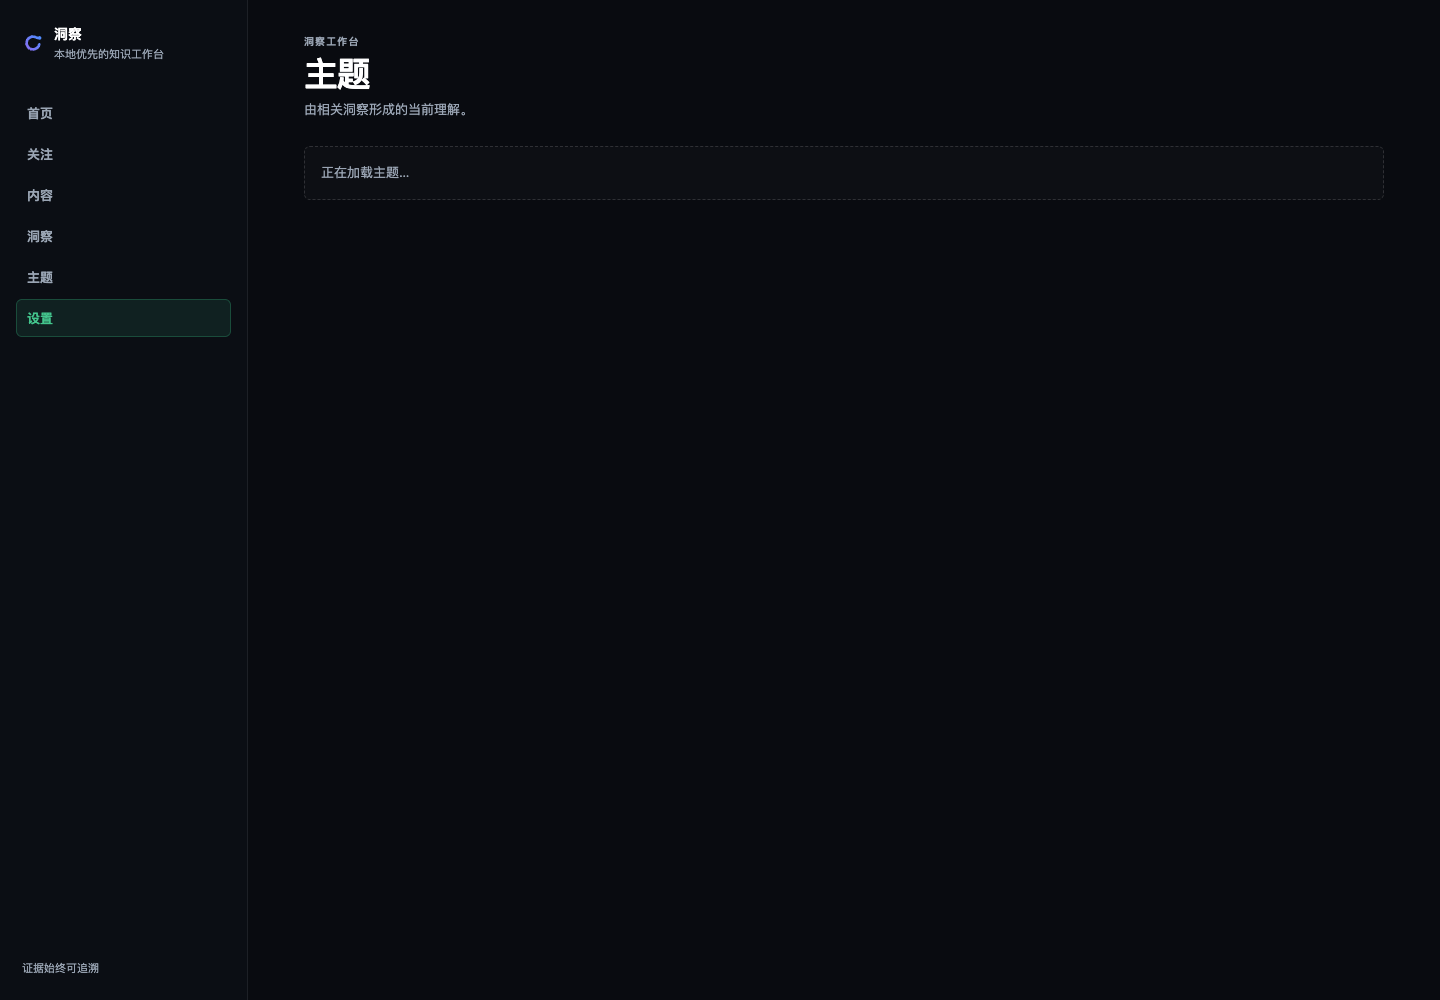 洞察
本地优先的知识工作台
首页
关注
内容
洞察
主题
设置
证据始终可追溯
洞察工作台
主题
由相关洞察形成的当前理解。
正在加载主题...